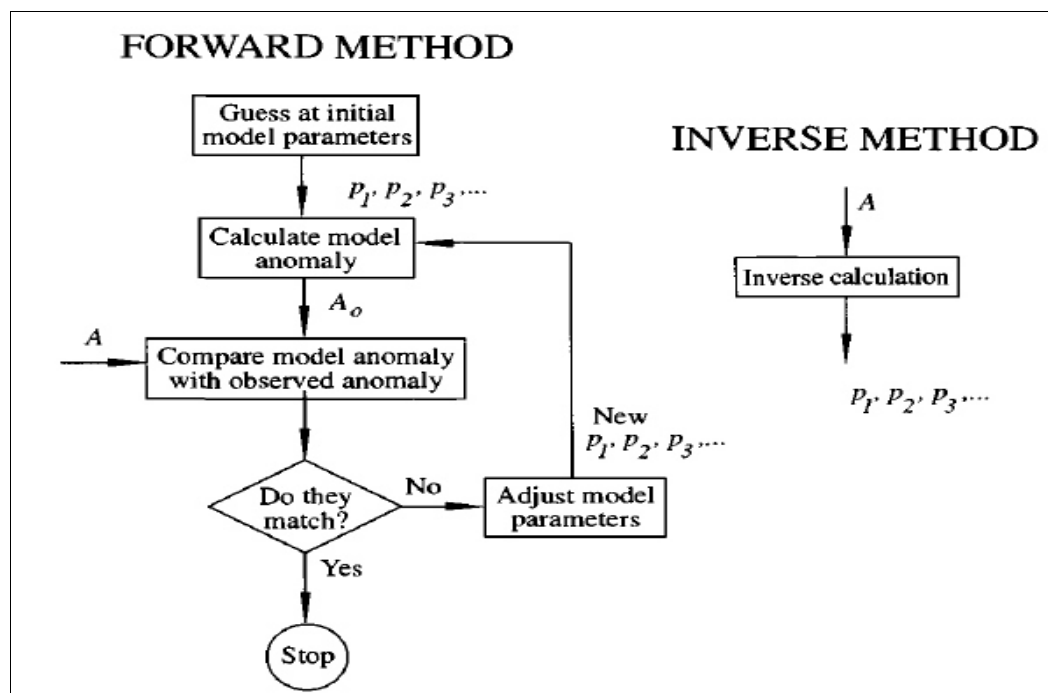 FORWARD METHOD
Guess at initial
model parameters
p₁, p₂, p₃,...
Calculate model
anomaly
Aₒ
A
Compare model anomaly
with observed anomaly
Do they
match?
No
Yes
Stop
New
p₁, p₂, p₃,...
Adjust model
parameters
INVERSE METHOD
A
Inverse calculation
p₁, p₂, p₃,...